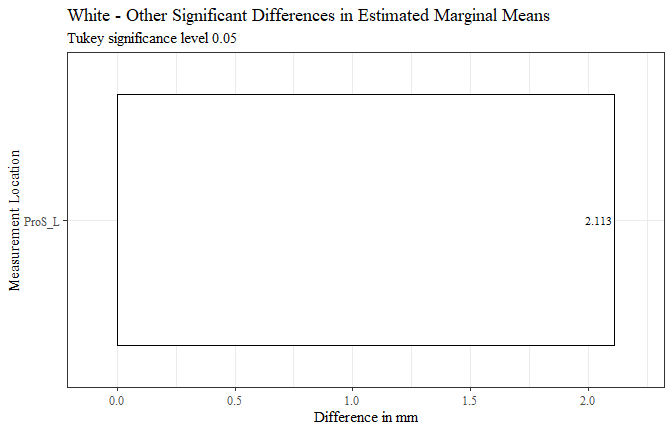 White - Other Significant Differences in Estimated Marginal Means
Tukey significance level 0.05
Measurement Location
ProS_L
2.113
0.0 0.5 1.0 1.5 2.0
Difference in mm